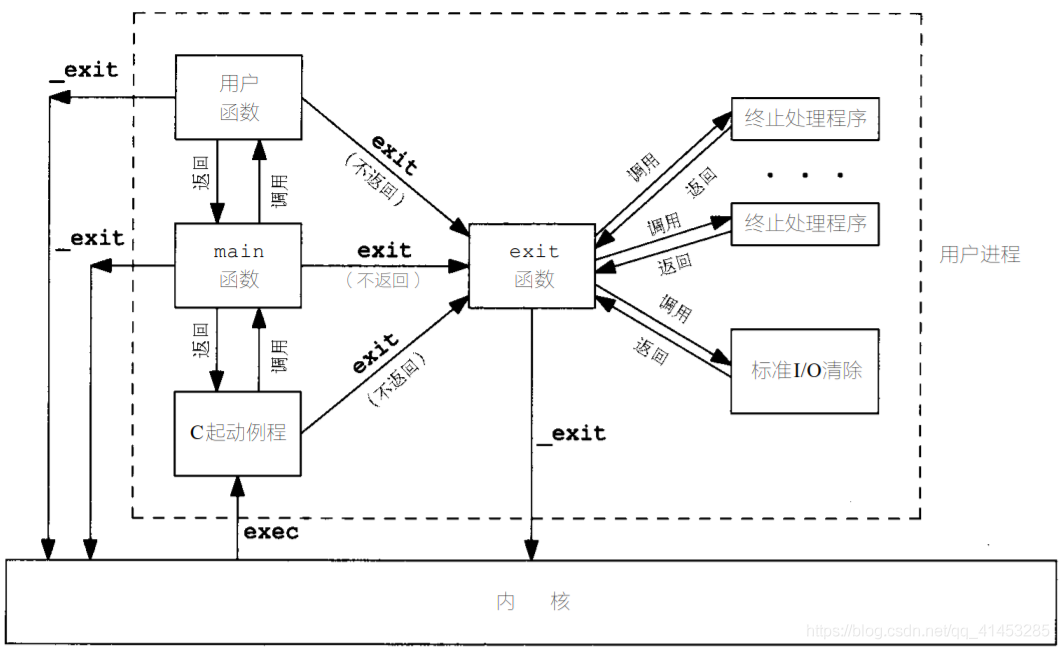 _exit
用户
函数
exit
(不返回)
返回
调用
_exit
main
函数
exit
(不返回)
exit
函数
返回
调用
exit
(不返回)
C起动例程
exec
_exit
调用
返回
终止处理程序
. . .
调用
返回
终止处理程序
调用
返回
标准I/O清除
用户进程
内 核
https://blog.csdn.net/qq_41453285